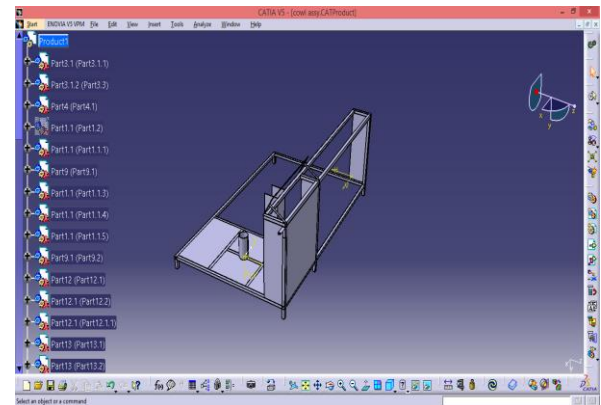 CATIA V5 - [cowl assy.CATProduct]
Start ENOVIA V5 VPM File Edit View Insert Tools Analyze Window Help
Product1
Part3.1 (Part3.1.1)
Part3.1.2 (Part3.3)
Part4 (Part4.1)
Part1.1 (Part1.2)
Part1.1 (Part1.1.1)
Part9 (Part9.1)
Part1.1 (Part1.1.3)
Part1.1 (Part1.1.4)
Part1.1 (Part1.1.5)
Part9.1 (Part9.2)
Part12 (Part12.1)
Part12.1 (Part12.2)
Part12.1 (Part12.1.1)
Part13 (Part13.1)
Part13 (Part13.2)
x
y
z
Select an object or a command